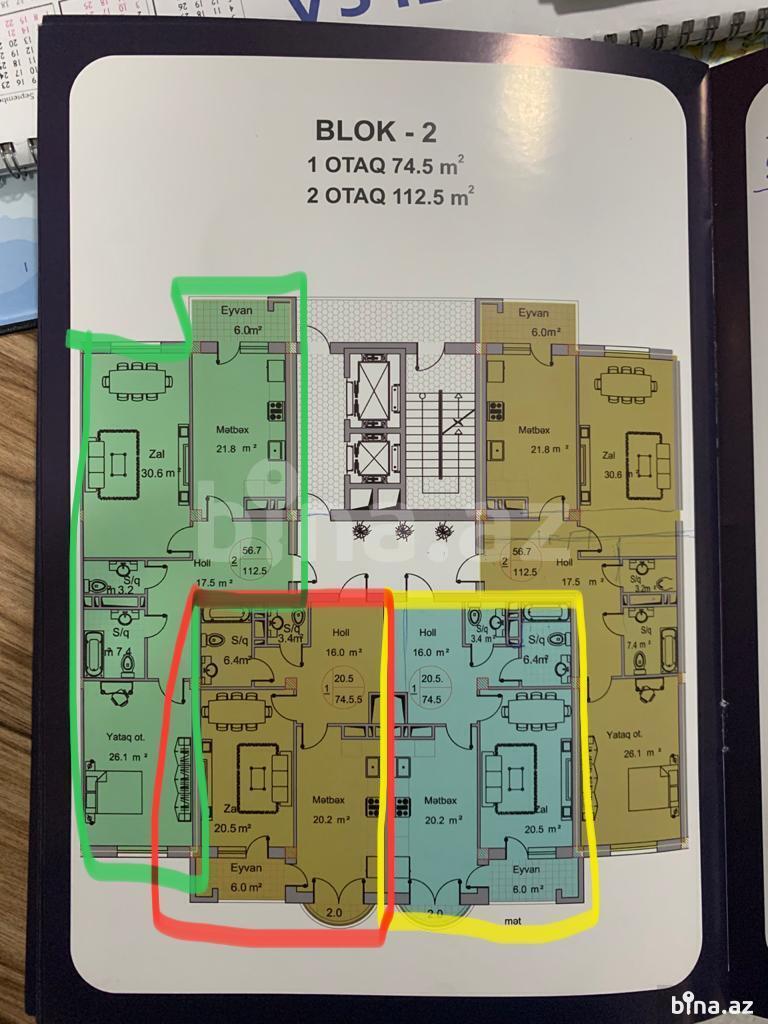 BLOK - 2
1 OTAQ 74.5 m²
2 OTAQ 112.5 m²
Eyvan
6.0m²
Eyvan
6.0m²
Mətbəx
21.8 m²
Zal
30.6 m²
Mətbəx
21.8 m²
Zal
30.6 m²
bina.az
56.7
2
112.5
Holl
17.5 m²
56.7
2
112.5
Holl
17.5 m²
S/q
m 3.2
S/q
3.2m²
S/q
m 7.4
S/q
7.4 m²
S/q
6.4m²
S/q
3.4m²
Holl
16.0 m²
Holl
16.0 m²
S/q
3.4 m²
S/q
6.4m²
20.5
1
74.5.5
20.5.
1
74.5
Yataq ot.
26.1 m²
Yataq ot.
26.1 m²
Zal
20.5 m²
Mətbəx
20.2 m²
Mətbəx
20.2 m²
Zal
20.5 m²
Eyvan
6.0 m²
Eyvan
6.0 m²
2.0
2.0
mət
bina.az